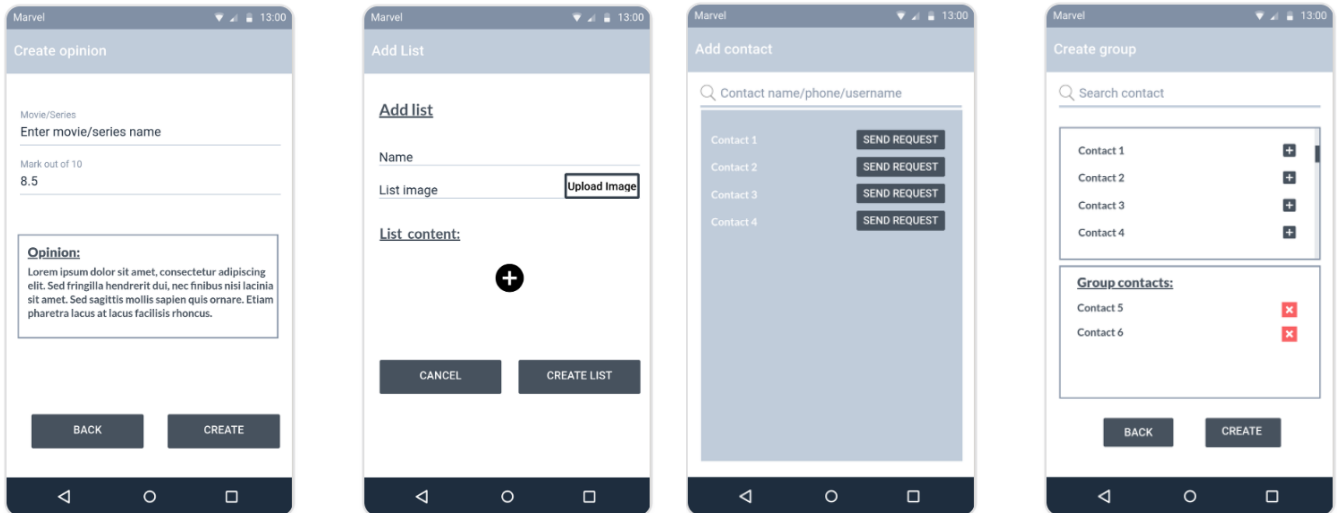 Marvel 13:00
Create opinion
Movie/Series
Enter movie/series name
Mark out of 10
8.5
Opinion:
Lorem ipsum dolor sit amet, consectetur adipiscing
elit. Sed fringilla hendrerit dui, nec finibus nisi lacinia
sit amet. Sed sagittis mollis sapien quis ornare. Etiam
pharetra lacus at lacus facilisis rhoncus.
BACK CREATE
Marvel 13:00
Add List
Add list
Name
List image Upload Image
List content:
CANCEL CREATE LIST
Marvel 13:00
Add contact
Contact name/phone/username
Contact 1 SEND REQUEST
Contact 2 SEND REQUEST
Contact 3 SEND REQUEST
Contact 4 SEND REQUEST
Marvel 13:00
Create group
Search contact
Contact 1
Contact 2
Contact 3
Contact 4
Group contacts:
Contact 5
Contact 6
BACK CREATE